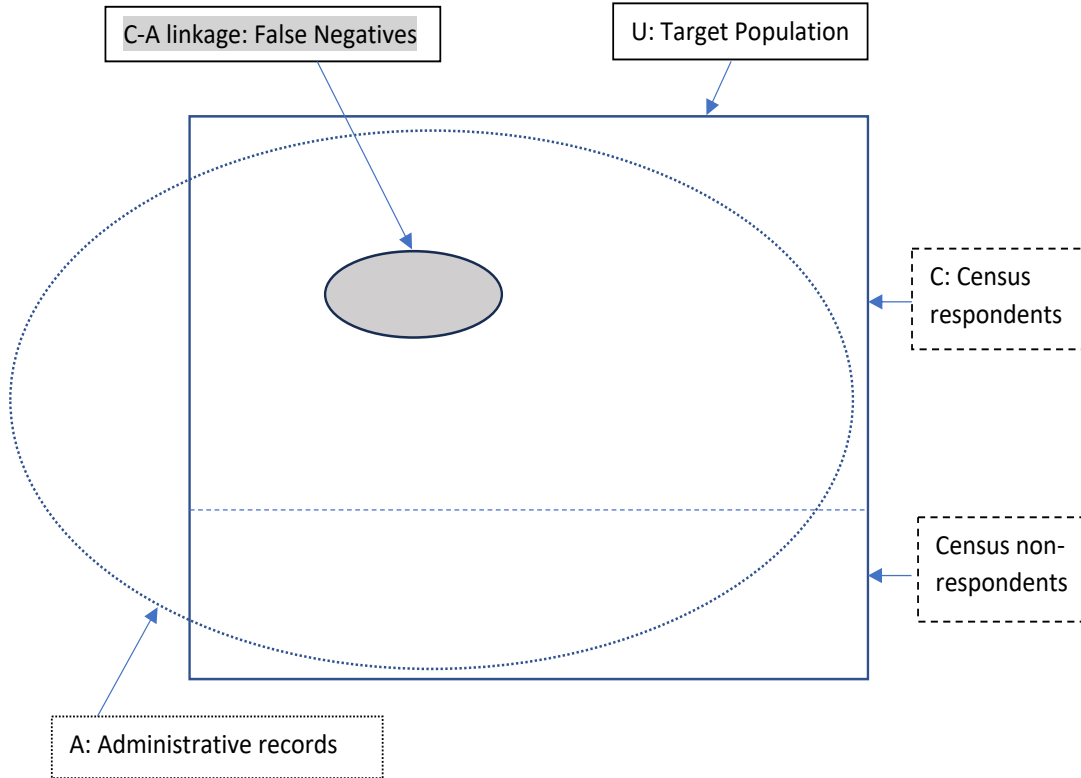 C-A linkage: False Negatives
U: Target Population
C: Census
respondents
Census non-
respondents
A: Administrative records